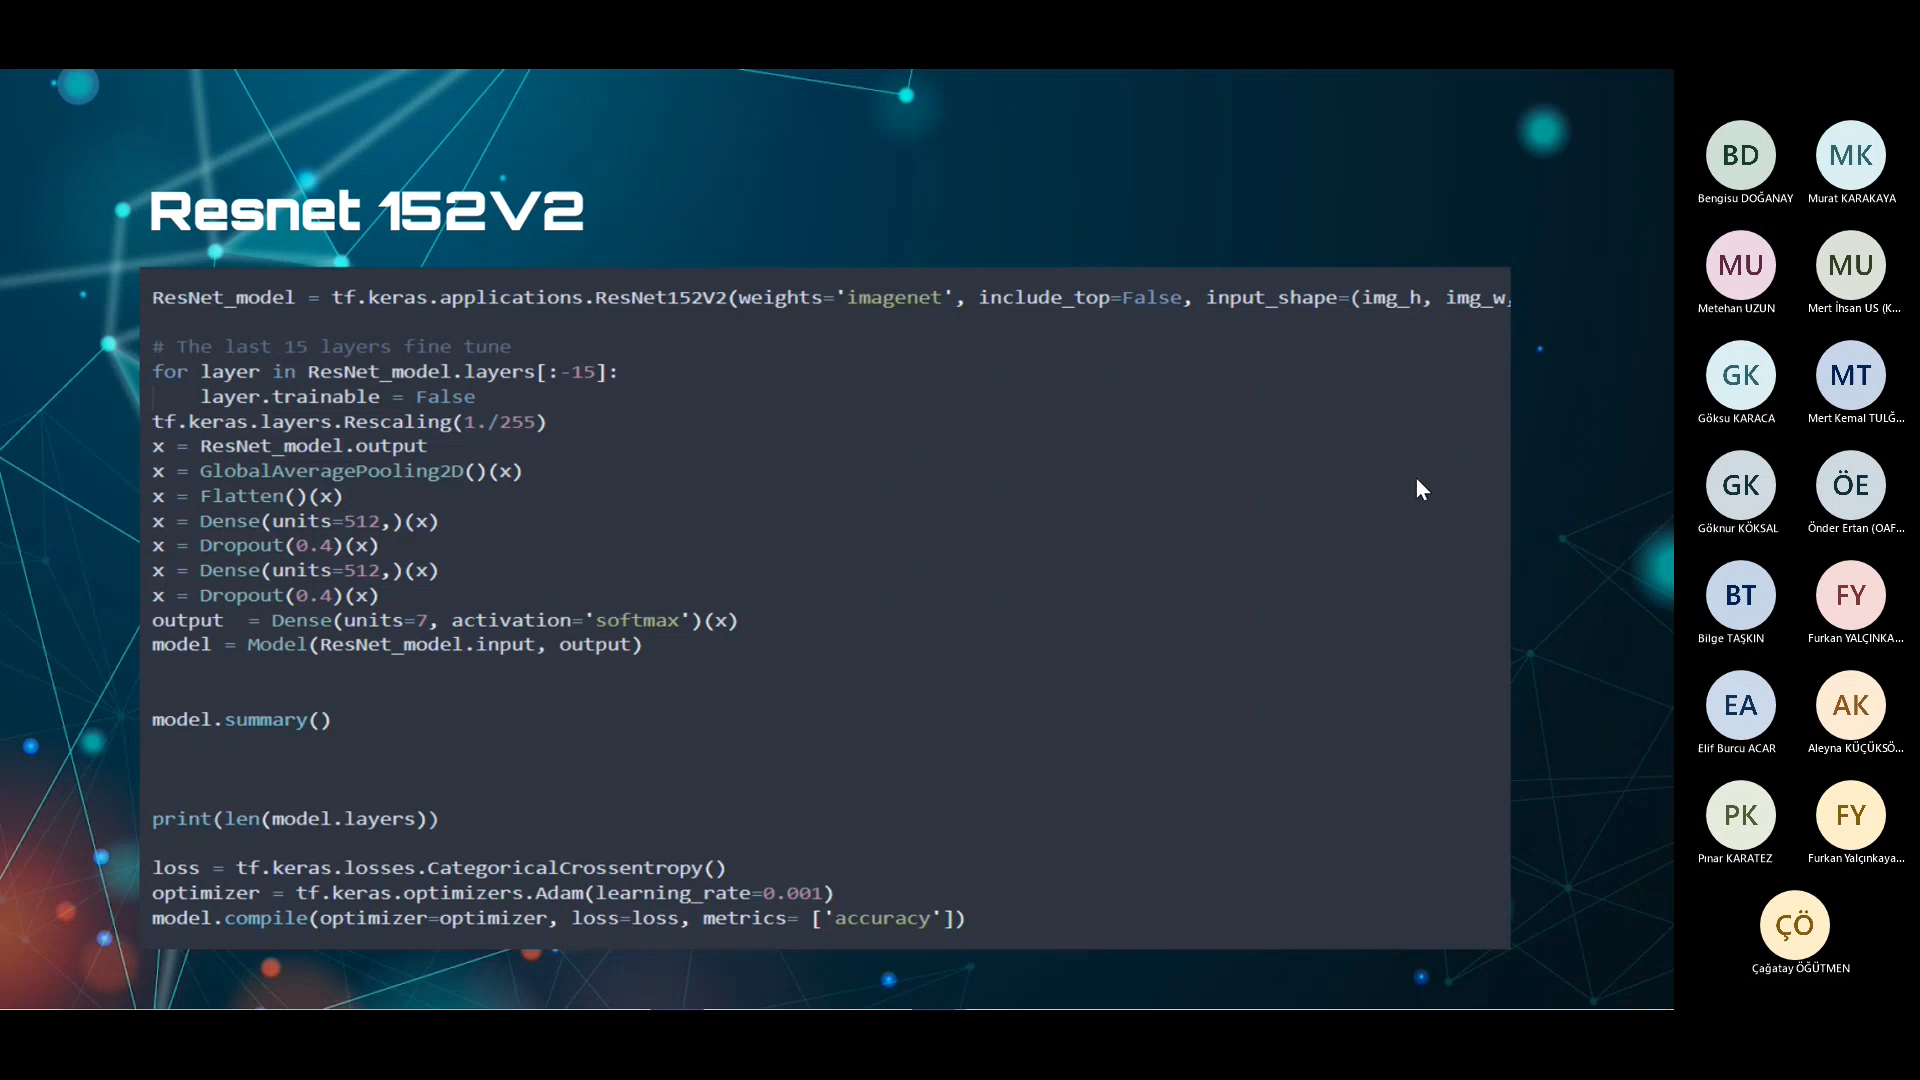 Resnet 152V2
ResNet_model = tf.keras.applications.ResNet152V2(weights='imagenet', include_top=False, input_shape=(img_h, img_w,
# The last 15 layers fine tune
for layer in ResNet_model.layers[:-15]:
    layer.trainable = False
tf.keras.layers.Rescaling(1./255)
x = ResNet_model.output
x = GlobalAveragePooling2D()(x)
x = Flatten()(x)
x = Dense(units=512,)(x)
x = Dropout(0.4)(x)
x = Dense(units=512,)(x)
x = Dropout(0.4)(x)
output  = Dense(units=7, activation='softmax')(x)
model = Model(ResNet_model.input, output)
model.summary()
print(len(model.layers))
loss = tf.keras.losses.CategoricalCrossentropy()
optimizer = tf.keras.optimizers.Adam(learning_rate=0.001)
model.compile(optimizer=optimizer, loss=loss, metrics= ['accuracy'])
BD MK
Bengisu DOĞANAY Murat KARAKAYA
MU MU
Metehan UZUN Mert İhsan US (K...
GK MT
Göksu KARACA Mert Kemal TULĞ...
GK ÖE
Göknur KÖKSAL Önder Ertan (OAF...
BT FY
Bilge TAŞKIN Furkan YALÇINKA...
EA AK
Elif Burcu ACAR Aleyna KÜÇÜKSÖ...
PK FY
Pınar KARATEZ Furkan Yalçınkaya...
ÇÖ
Çağatay ÖĞÜTMEN